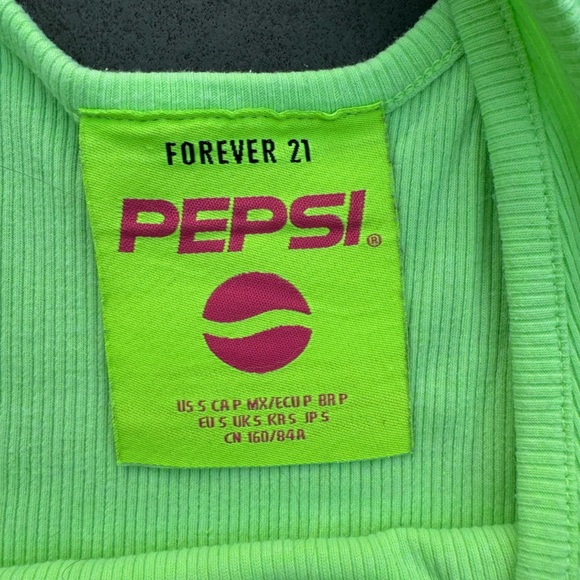 FOREVER 21
PEPSI®
US S CA P MX/ECU P BR P
EU S UK S KR S JP S
CN 160/84A